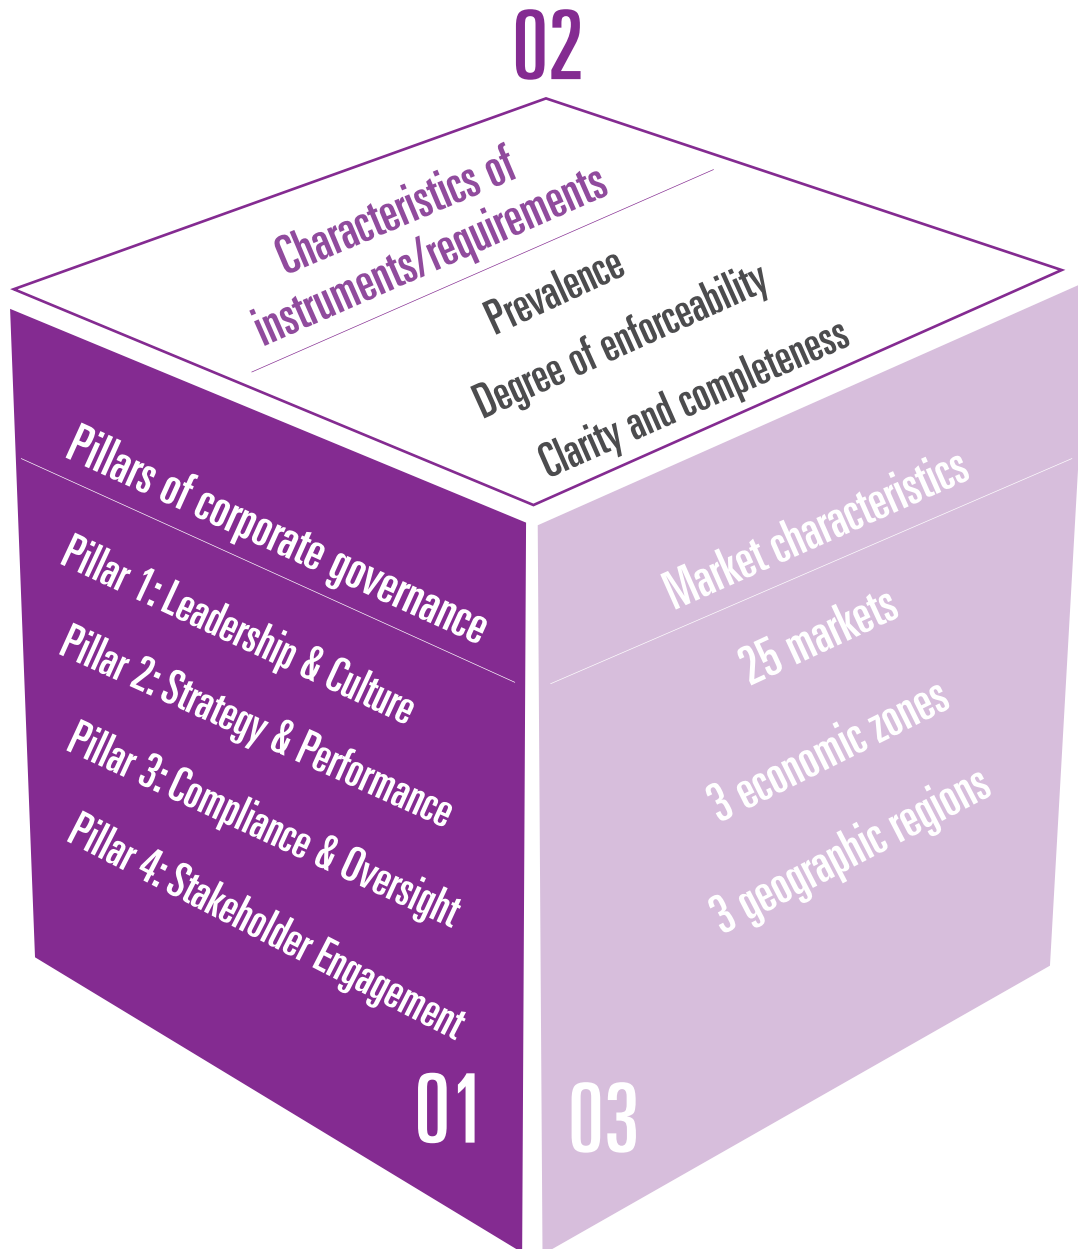 02
Characteristics of
instruments/requirements
Prevalence
Degree of enforceability
Clarity and completeness
Pillars of corporate governance
Pillar 1: Leadership & Culture
Pillar 2: Strategy & Performance
Pillar 3: Compliance & Oversight
Pillar 4: Stakeholder Engagement
01
Market characteristics
25 markets
3 economic zones
3 geographic regions
03